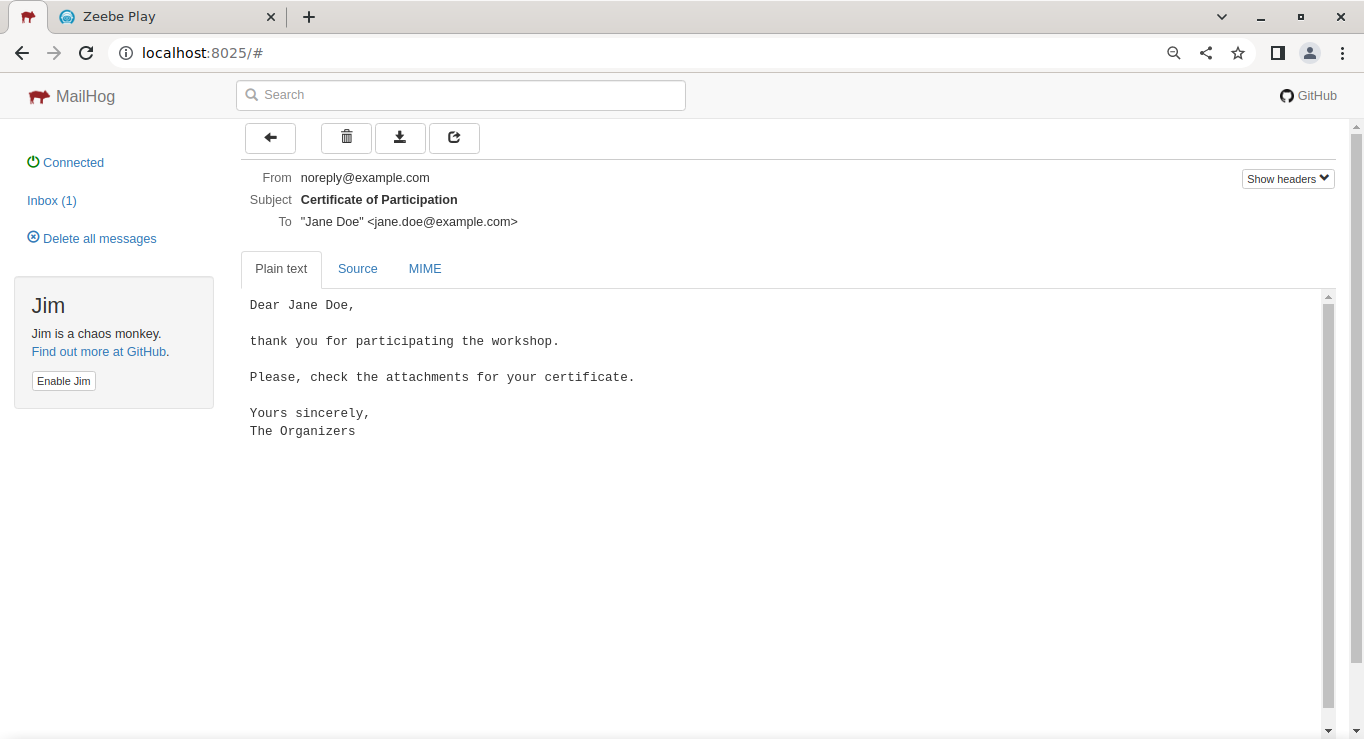 Zeebe Play
localhost:8025/#
MailHog
Search
GitHub
Connected
Inbox (1)
Delete all messages
Jim
Jim is a chaos monkey.
Find out more at GitHub.
Enable Jim
From noreply@example.com
Show headers
Subject Certificate of Participation
To "Jane Doe" <jane.doe@example.com>
Plain text Source MIME
Dear Jane Doe,
thank you for participating the workshop.
Please, check the attachments for your certificate.
Yours sincerely,
The Organizers